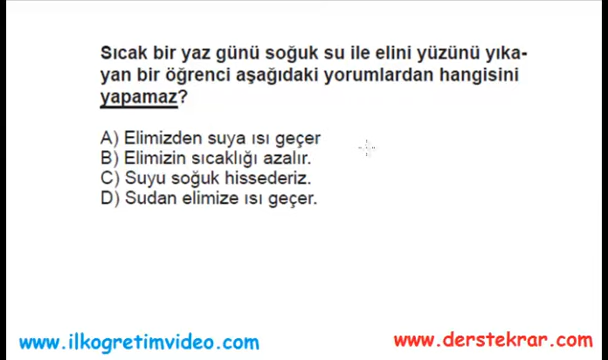 Sıcak bir yaz günü soğuk su ile elini yüzünü yıka-
yan bir öğrenci aşağıdaki yorumlardan hangisini
yapamaz?
A) Elimizden suya ısı geçer
B) Elimizin sıcaklığı azalır.
C) Suyu soğuk hissederiz.
D) Sudan elimize ısı geçer.
www.ilkogretimvideo.com
www.derstekrar.com